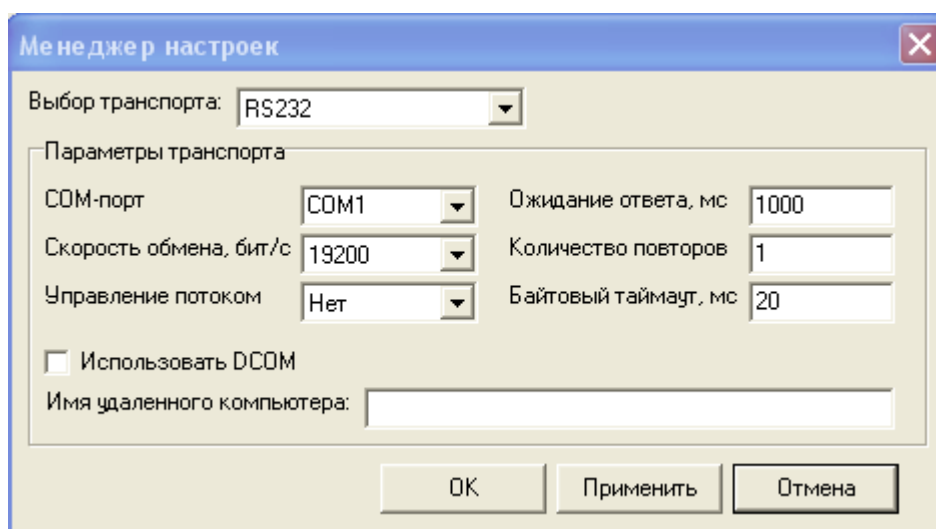 Менеджер настроек
Выбор транспорта: RS232
Параметры транспорта
COM-порт COM1 Ожидание ответа, мс 1000
Скорость обмена, бит/с 19200 Количество повторов 1
Управление потоком Нет Байтовый таймаут, мс 20
Использовать DCOM
Имя удаленного компьютера:
OK Применить Отмена